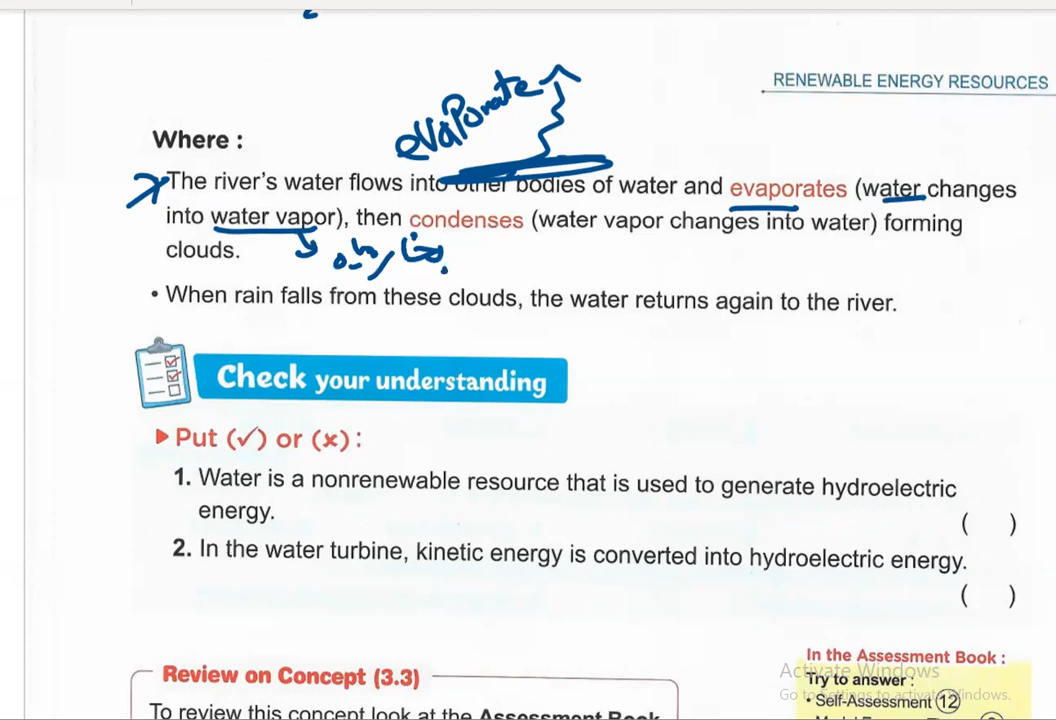 RENEWABLE ENERGY RESOURCES
evaporate
Where :
The river's water flows into other bodies of water and evaporates (water changes
into water vapor), then condenses (water vapor changes into water) forming
clouds.
• When rain falls from these clouds, the water returns again to the river.
Check your understanding
Put (✓) or (x) :
1. Water is a nonrenewable resource that is used to generate hydroelectric
energy.
( )
2. In the water turbine, kinetic energy is converted into hydroelectric energy.
( )
Review on Concept (3.3)
To review this concept look at the Assessment Book
In the Assessment Book :
Try to answer :
• Self-Assessment 12
Activate Windows
Go to Settings to activate Windows.